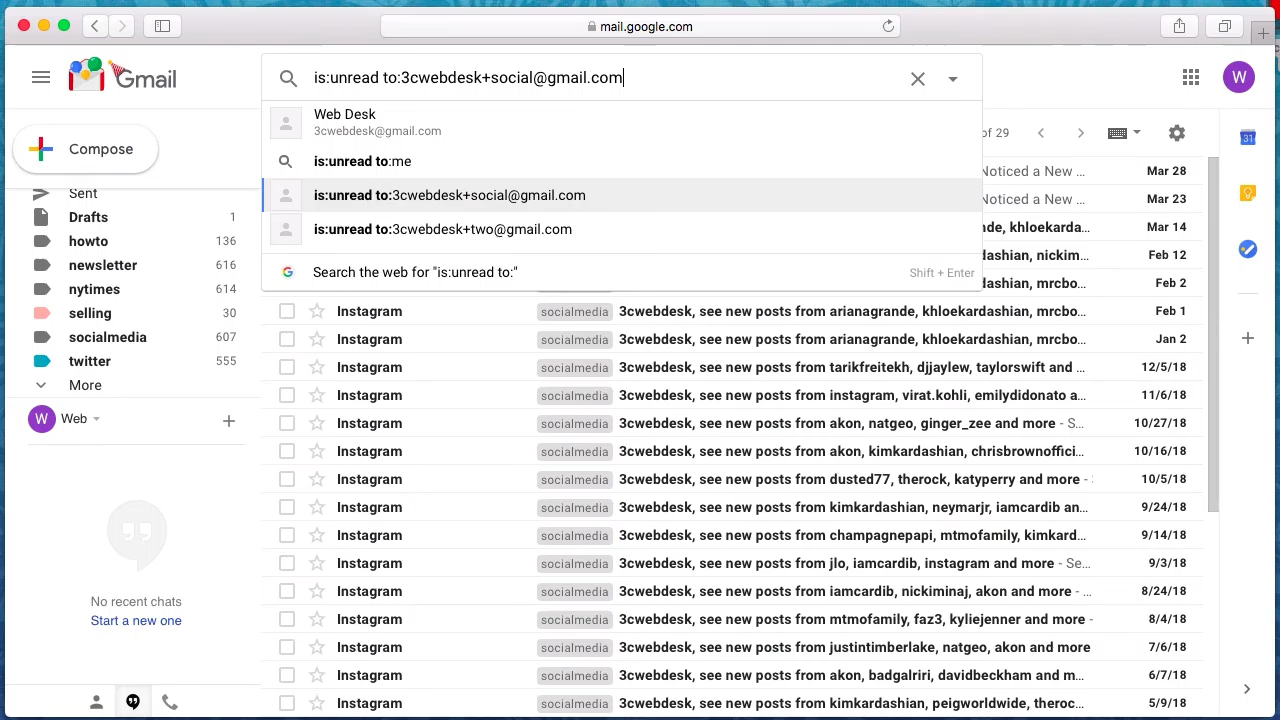 mail.google.com
Gmail
is:unread to:3cwebdesk+social@gmail.com
W
Web Desk
3cwebdesk@gmail.com
is:unread to:me
is:unread to:3cwebdesk+social@gmail.com
is:unread to:3cwebdesk+two@gmail.com
Search the web for "is:unread to:" Shift + Enter
Compose
of 29
31
Sent
Drafts 1
howto 136
newsletter 616
nytimes 614
selling 30
socialmedia 607
twitter 555
More
W Web
No recent chats
Start a new one
Noticed a New ... Mar 28
Noticed a New ... Mar 23
nde, khloekarda... Mar 14
dashian, nickim... Feb 12
dashian, mrcbo... Feb 2
Instagram socialmedia 3cwebdesk, see new posts from arianagrande, khloekardashian, mrcbo... Feb 1
Instagram socialmedia 3cwebdesk, see new posts from arianagrande, khloekardashian, mrcbo... Jan 2
Instagram socialmedia 3cwebdesk, see new posts from tarikfreitekh, djjaylew, taylorswift and ... 12/5/18
Instagram socialmedia 3cwebdesk, see new posts from instagram, virat.kohli, emilydidonato a... 11/6/18
Instagram socialmedia 3cwebdesk, see new posts from akon, natgeo, ginger_zee and more - S... 10/27/18
Instagram socialmedia 3cwebdesk, see new posts from akon, kimkardashian, chrisbrownoffici... 10/16/18
Instagram socialmedia 3cwebdesk, see new posts from dusted77, therock, katyperry and more - 10/5/18
Instagram socialmedia 3cwebdesk, see new posts from kimkardashian, neymarjr, iamcardib an... 9/24/18
Instagram socialmedia 3cwebdesk, see new posts from champagnepapi, mtmofamily, kimkard... 9/14/18
Instagram socialmedia 3cwebdesk, see new posts from jlo, iamcardib, instagram and more - Se... 9/3/18
Instagram socialmedia 3cwebdesk, see new posts from iamcardib, nickiminaj, akon and more - ... 8/24/18
Instagram socialmedia 3cwebdesk, see new posts from mtmofamily, faz3, kyliejenner and more - 8/4/18
Instagram socialmedia 3cwebdesk, see new posts from justintimberlake, natgeo, akon and more 7/6/18
Instagram socialmedia 3cwebdesk, see new posts from akon, badgalriri, davidbeckham and m... 6/7/18
Instagram socialmedia 3cwebdesk, see new posts from kimkardashian, peigworldwide, theroc... 5/9/18